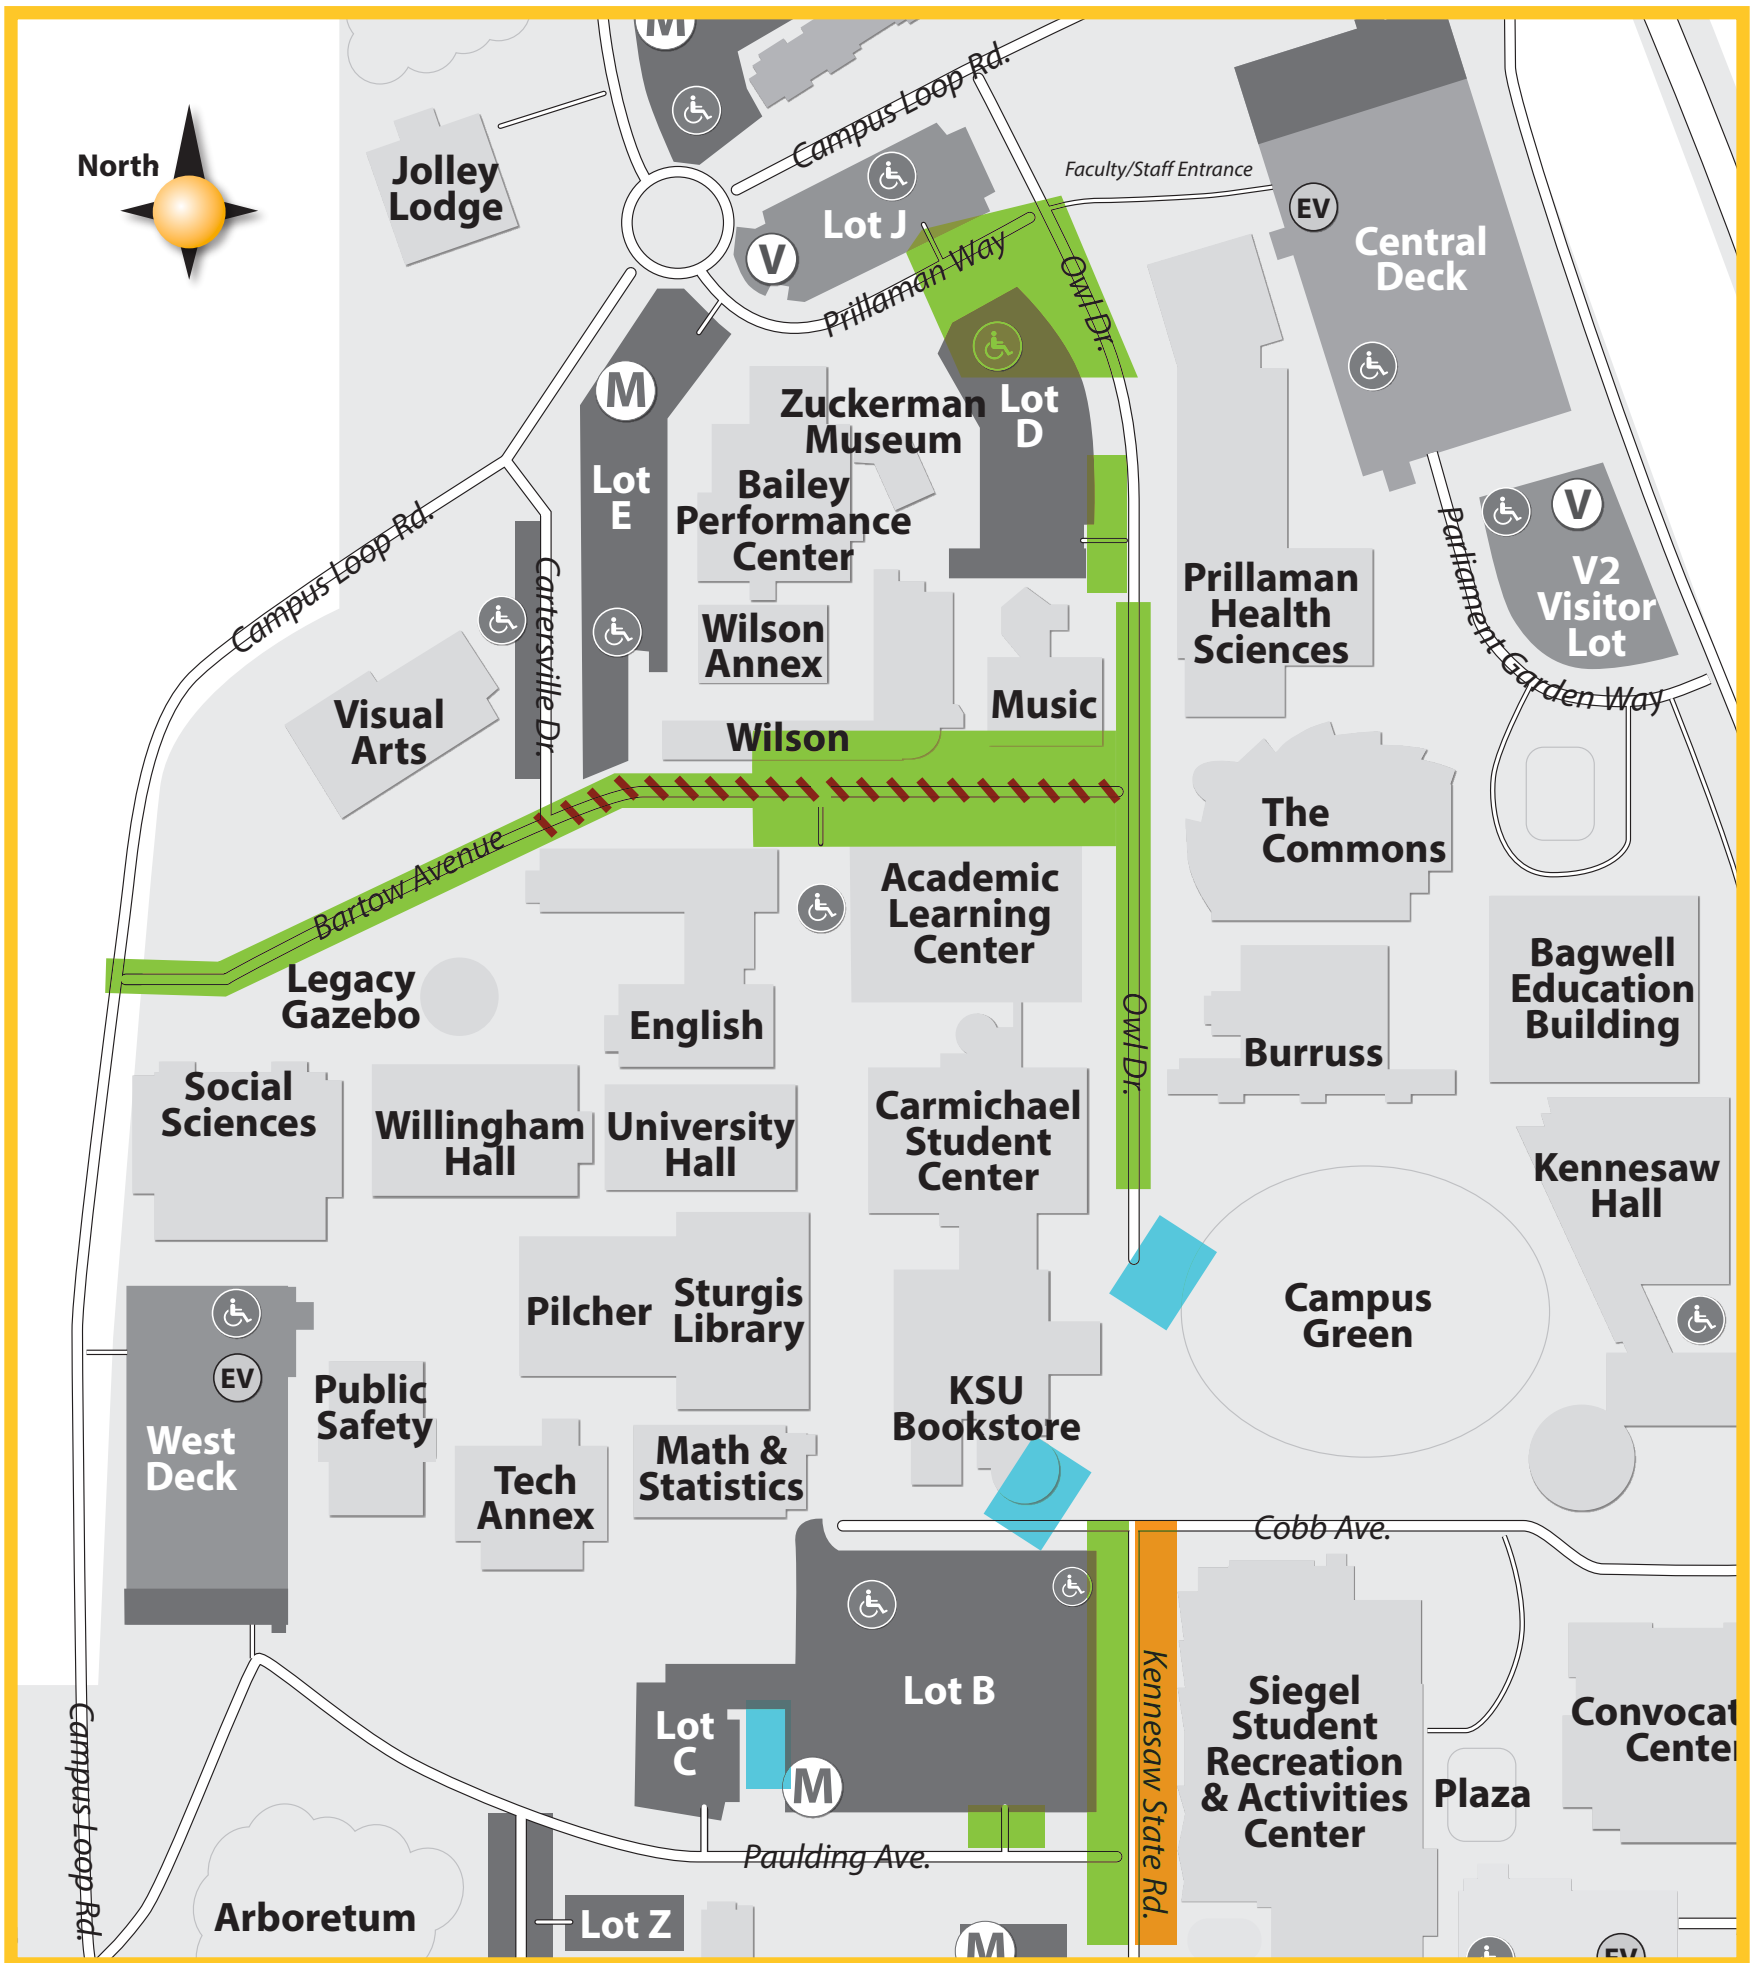 M
Campus Loop Rd.
North
Jolley
Lodge
Lot J
V
Faculty/Staff Entrance
EV
Central
Deck
Prillaman Way
Owl Dr.
M
Zuckerman
Museum
Lot
D
Lot
E
Bailey
Performance
Center
V
V2
Visitor
Lot
Parliament Garden Way
Campus Loop Rd.
Cartersville Dr.
Prillaman
Health
Sciences
Wilson
Annex
Visual
Arts
Music
Wilson
The
Commons
Bartow Avenue
Academic
Learning
Center
Legacy
Gazebo
English
Owl Dr.
Burruss
Bagwell
Education
Building
Social
Sciences
Willingham
Hall
University
Hall
Carmichael
Student
Center
Kennesaw
Hall
Pilcher
Sturgis
Library
Campus
Green
EV
West
Deck
Public
Safety
KSU
Bookstore
Tech
Annex
Math &
Statistics
Cobb Ave.
Lot B
Lot
C
M
Kennesaw State Rd.
Siegel
Student
Recreation
& Activities
Center
Plaza
Convocat
Center
Campus Loop Rd.
Paulding Ave.
Arboretum
Lot Z
M
EV